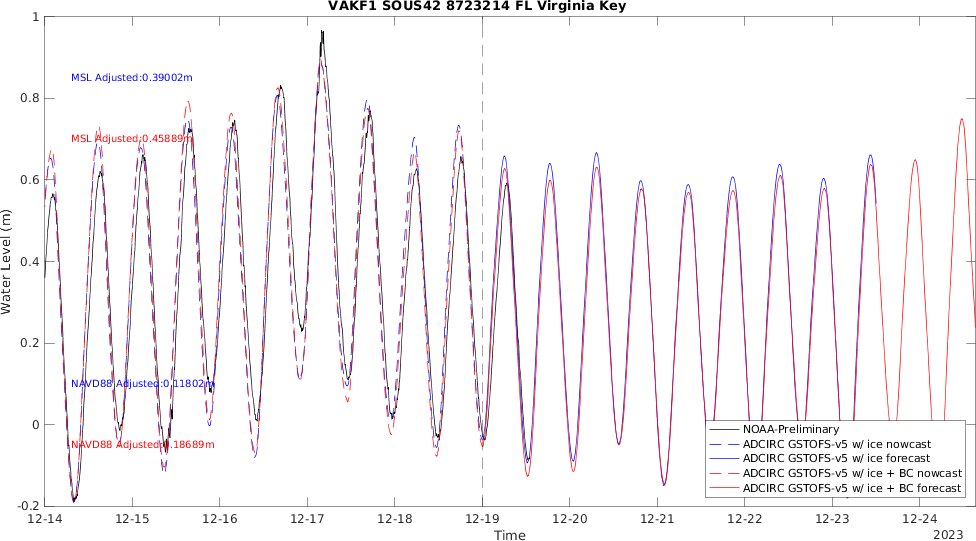 VAKF1 SOUS42 8723214 FL Virginia Key
MSL Adjusted:0.39002m
MSL Adjusted:0.45889m
NAVD88 Adjusted:0.11802m
NAVD88 Adjusted:0.18689m
Water Level (m)
1
0.8
0.6
0.4
0.2
0
-0.2
12-14
12-15
12-16
12-17
12-18
12-19
12-20
12-21
12-22
12-23
12-24
Time
2023
NOAA-Preliminary
ADCIRC GSTOFS-v5 w/ ice nowcast
ADCIRC GSTOFS-v5 w/ ice forecast
ADCIRC GSTOFS-v5 w/ ice + BC nowcast
ADCIRC GSTOFS-v5 w/ ice + BC forecast